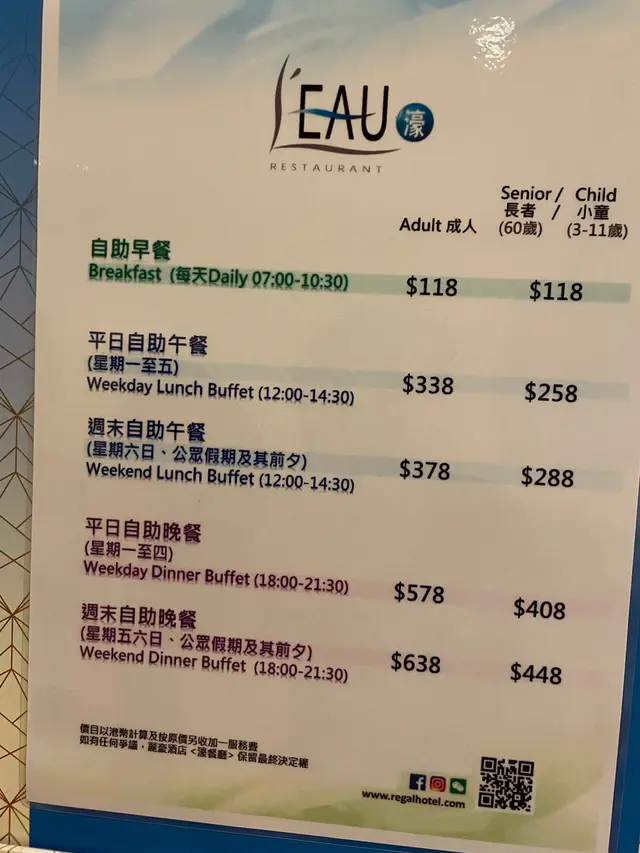 L'EAU 濠
RESTAURANT
Senior / Child
長者 / 小童
Adult 成人 (60歲) (3-11歲)
自助早餐
Breakfast (每天Daily 07:00-10:30) $118 $118
平日自助午餐
(星期一至五)
Weekday Lunch Buffet (12:00-14:30) $338 $258
週末自助午餐
(星期六日、公眾假期及其前夕)
Weekend Lunch Buffet (12:00-14:30) $378 $288
平日自助晚餐
(星期一至四)
Weekday Dinner Buffet (18:00-21:30) $578 $408
週末自助晚餐
(星期五六日、公眾假期及其前夕)
Weekend Dinner Buffet (18:00-21:30) $638 $448
價目以港幣計算及按原價另收加一服務費
如有任何爭議，麗豪酒店 <濠餐廳> 保留最終決定權
www.regalhotel.com